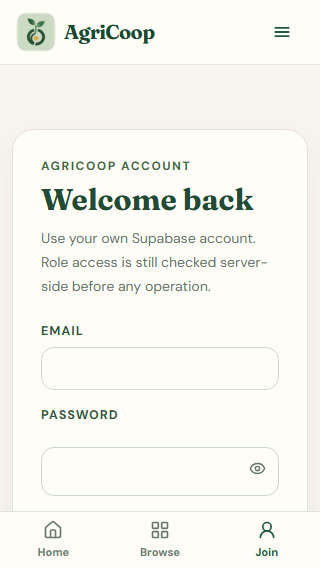 AgriCoop
AGRICOOP ACCOUNT
Welcome back
Use your own Supabase account.
Role access is still checked server-
side before any operation.
EMAIL
PASSWORD
Home Browse Join